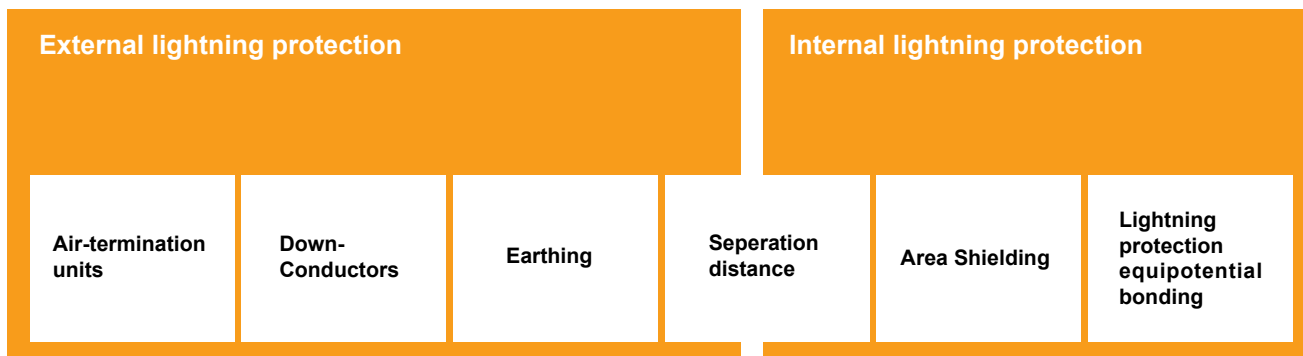 External lightning protection
Internal lightning protection
Air-termination
units
Down-
Conductors
Earthing
Seperation
distance
Area Shielding
Lightning
protection
equipotential
bonding